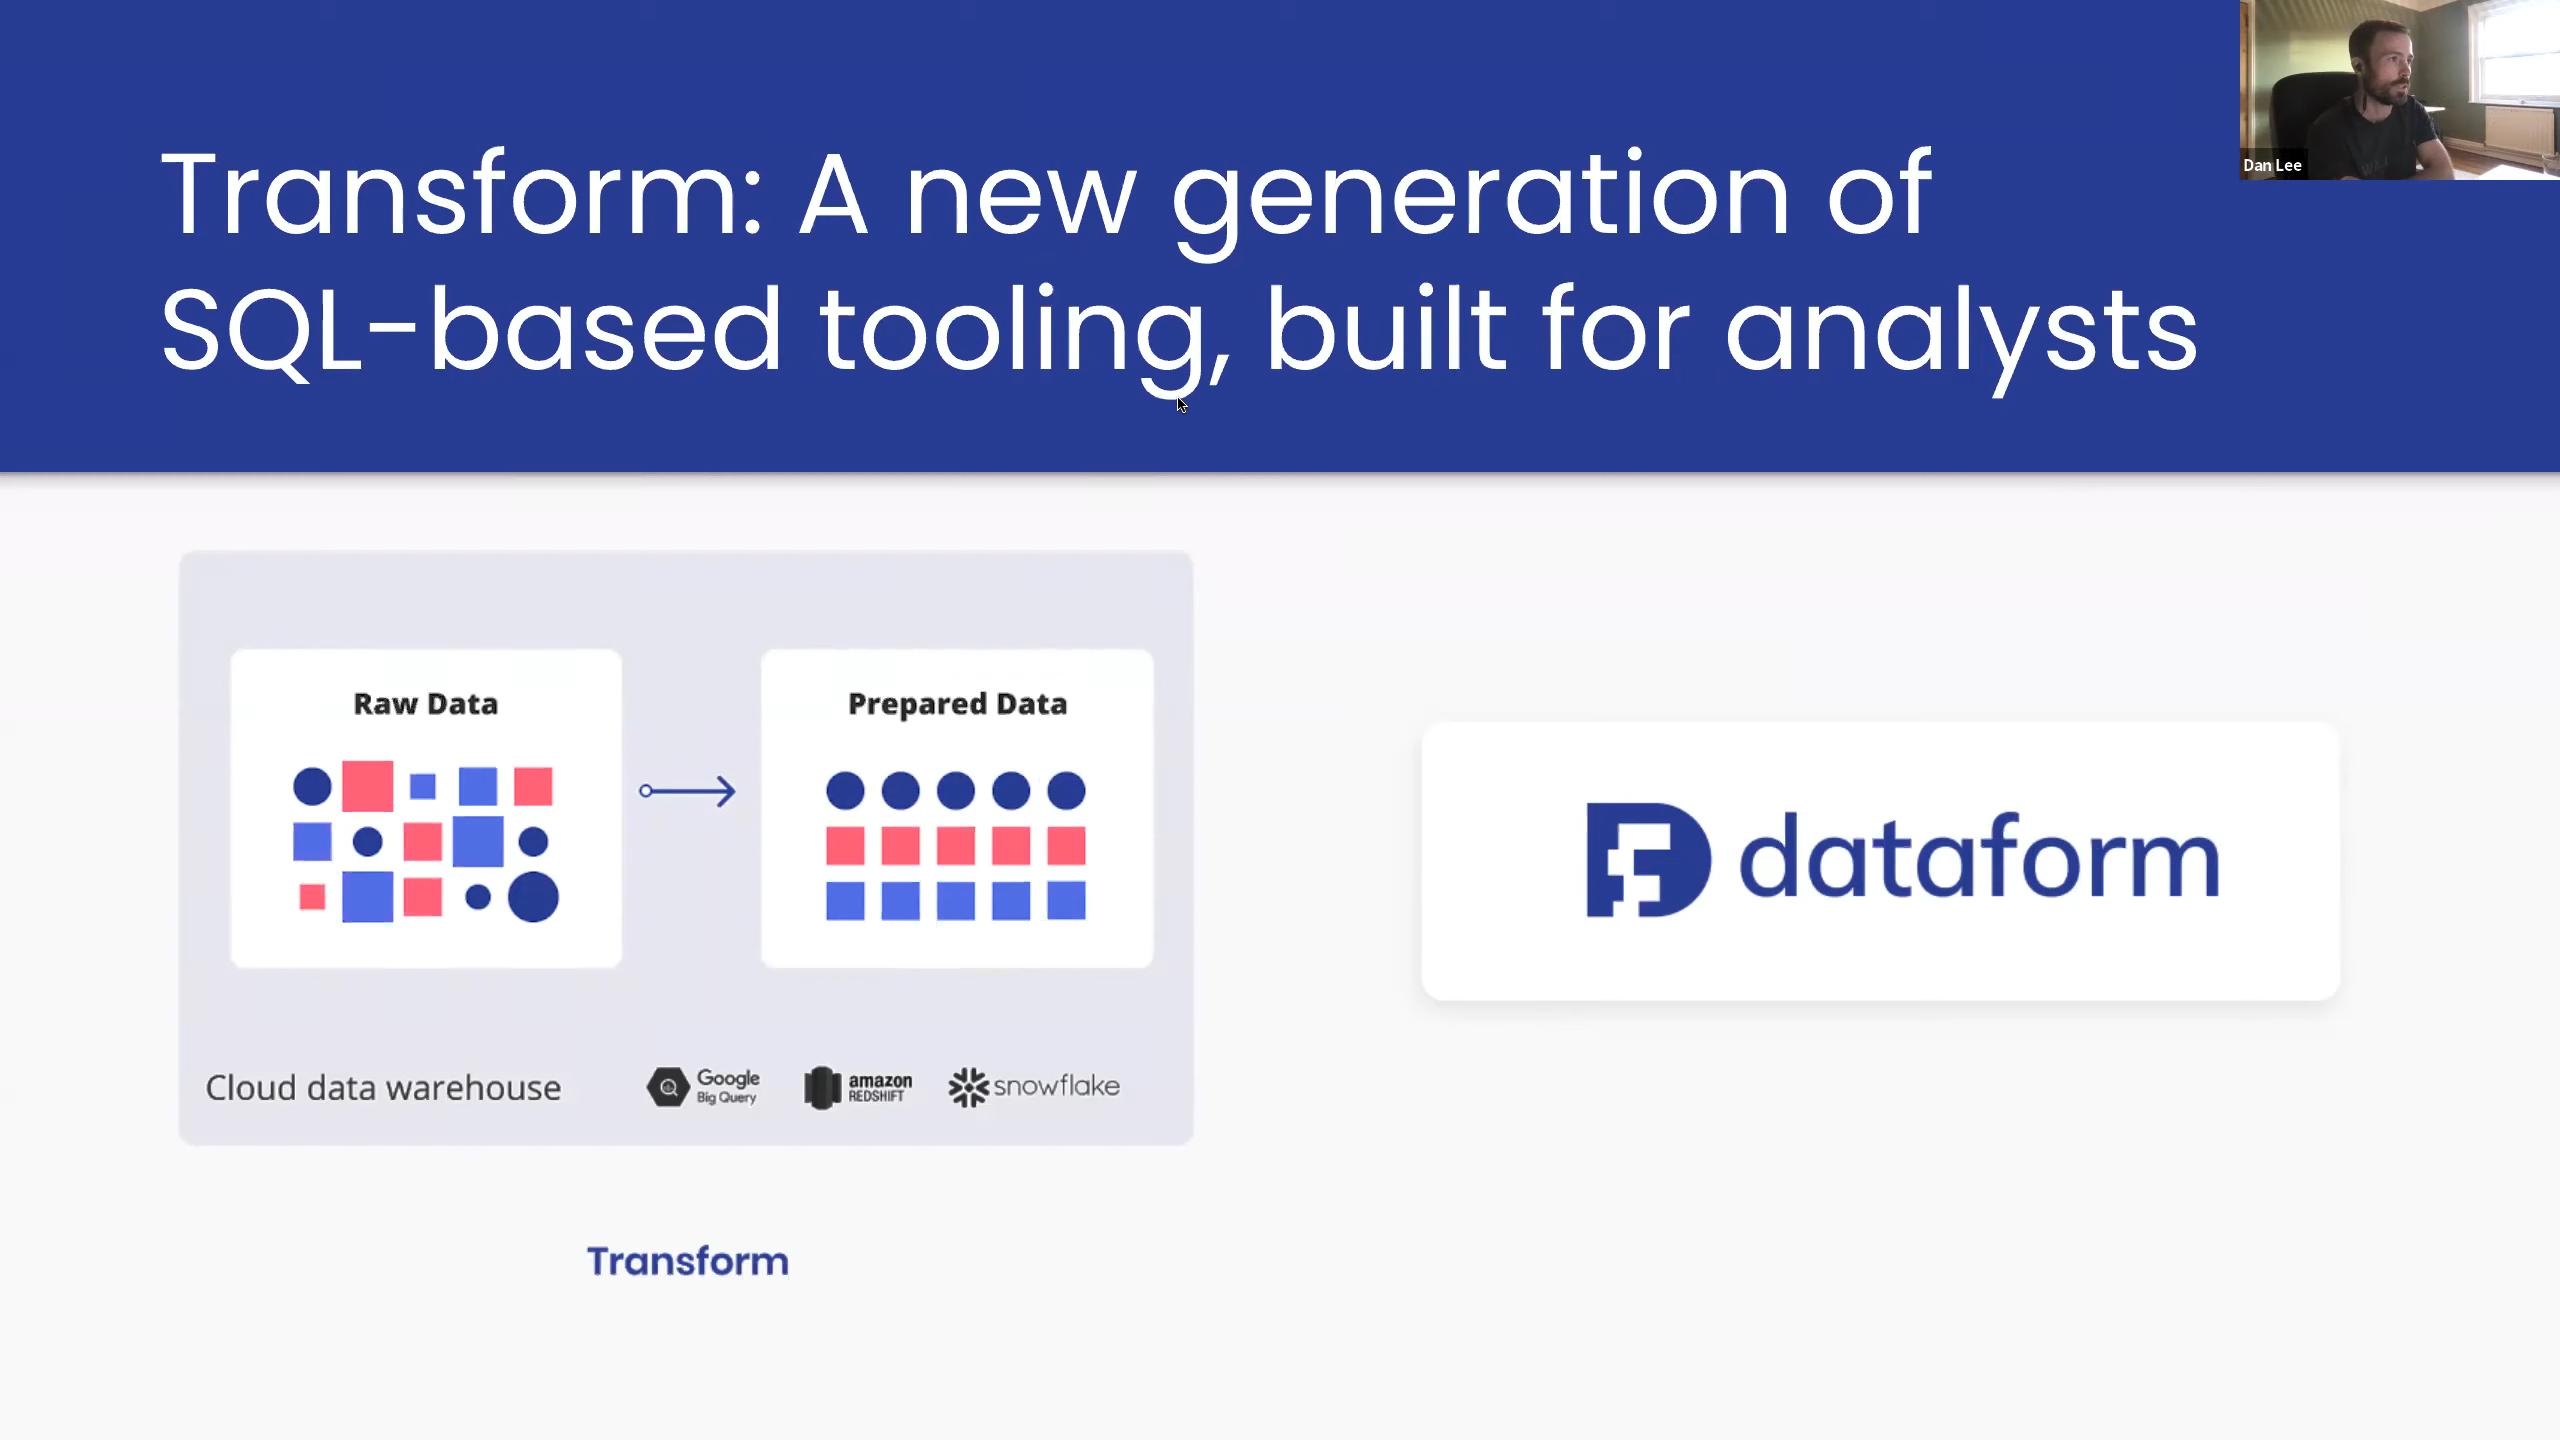 Transform: A new generation of
SQL-based tooling, built for analysts
Dan Lee
Raw Data
Prepared Data
Cloud data warehouse
Google
Big Query
amazon
REDSHIFT
snowflake
dataform
Transform